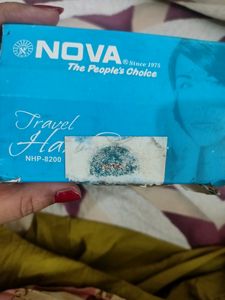 NOVA®
Since 1975
The People's Choice
Travel
NHP-8200